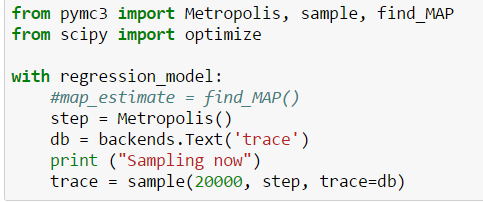 from pymc3 import Metropolis, sample, find_MAP
from scipy import optimize
with regression_model:
#map_estimate = find_MAP()
step = Metropolis()
db = backends.Text('trace')
print ("Sampling now")
trace = sample(20000, step, trace=db)